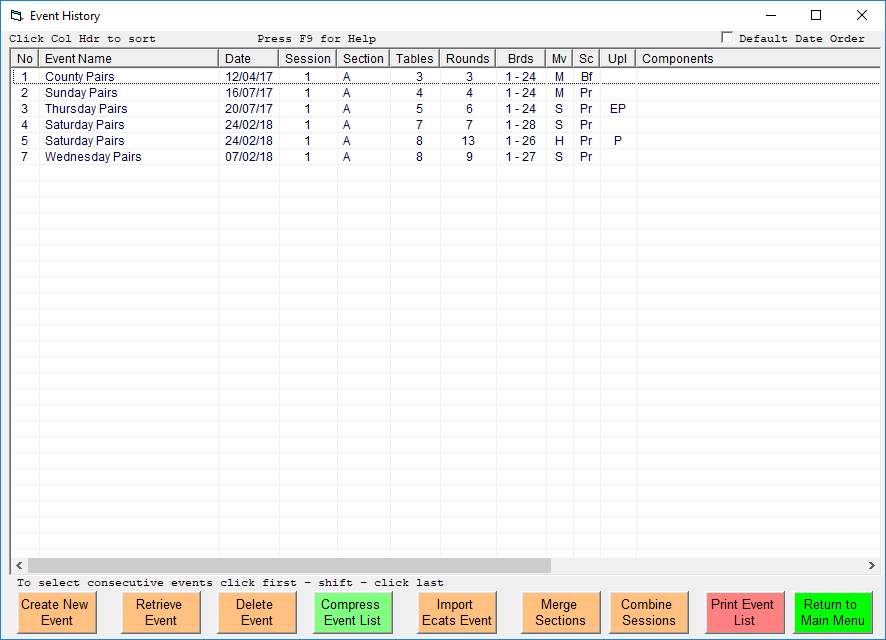 Event History
Click Col Hdr to sort Press F9 for Help Default Date Order
No Event Name Date Session Section Tables Rounds Brds Mv Sc Upl Components
1 County Pairs 12/04/17 1 A 3 3 1 - 24 M Bf
2 Sunday Pairs 16/07/17 1 A 4 4 1 - 24 M Pr
3 Thursday Pairs 20/07/17 1 A 5 6 1 - 24 S Pr EP
4 Saturday Pairs 24/02/18 1 A 7 7 1 - 28 S Pr
5 Saturday Pairs 24/02/18 1 A 8 13 1 - 26 H Pr P
7 Wednesday Pairs 07/02/18 1 A 8 9 1 - 27 S Pr
To select consecutive events click first - shift - click last
Create New Event
Retrieve Event
Delete Event
Compress Event List
Import Ecats Event
Merge Sections
Combine Sessions
Print Event List
Return to Main Menu